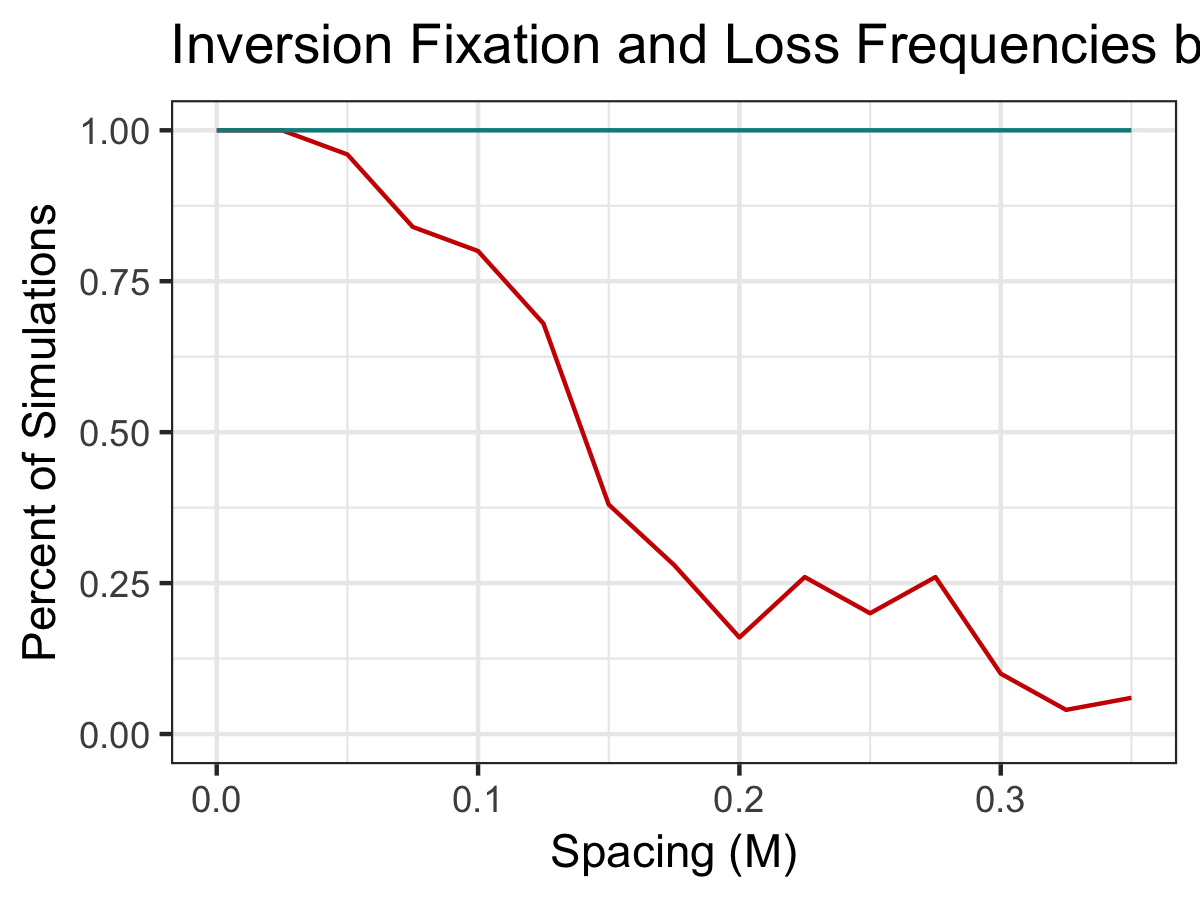 Inversion Fixation and Loss Frequencies b
1.00
0.75
0.50
0.25
0.00
Percent of Simulations
0.0 0.1 0.2 0.3
Spacing (M)